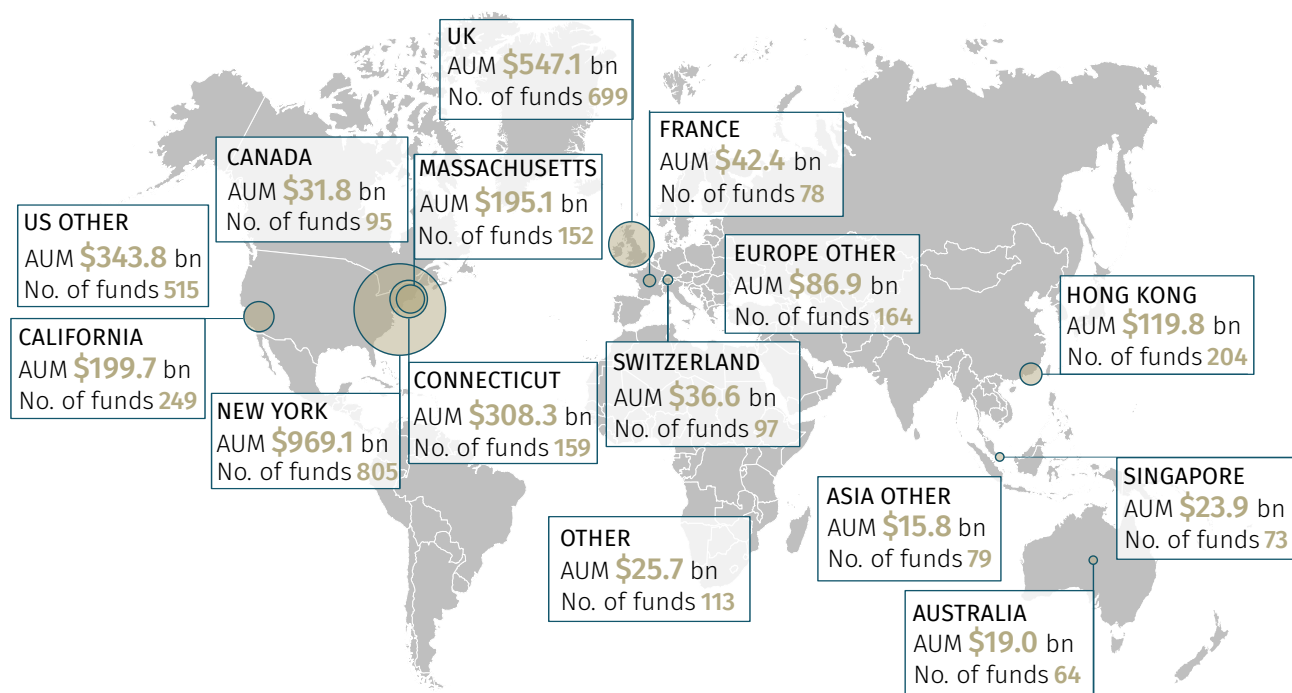 UK
AUM $547.1 bn
No. of funds 699
FRANCE
AUM $42.4 bn
No. of funds 78
CANADA
AUM $31.8 bn
No. of funds 95
MASSACHUSETTS
AUM $195.1 bn
No. of funds 152
US OTHER
AUM $343.8 bn
No. of funds 515
EUROPE OTHER
AUM $86.9 bn
No. of funds 164
HONG KONG
AUM $119.8 bn
No. of funds 204
CALIFORNIA
AUM $199.7 bn
No. of funds 249
SWITZERLAND
AUM $36.6 bn
No. of funds 97
CONNECTICUT
AUM $308.3 bn
No. of funds 159
NEW YORK
AUM $969.1 bn
No. of funds 805
SINGAPORE
AUM $23.9 bn
No. of funds 73
ASIA OTHER
AUM $15.8 bn
No. of funds 79
OTHER
AUM $25.7 bn
No. of funds 113
AUSTRALIA
AUM $19.0 bn
No. of funds 64